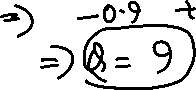 ⇒ -0.9 t
⇒ Q = 9